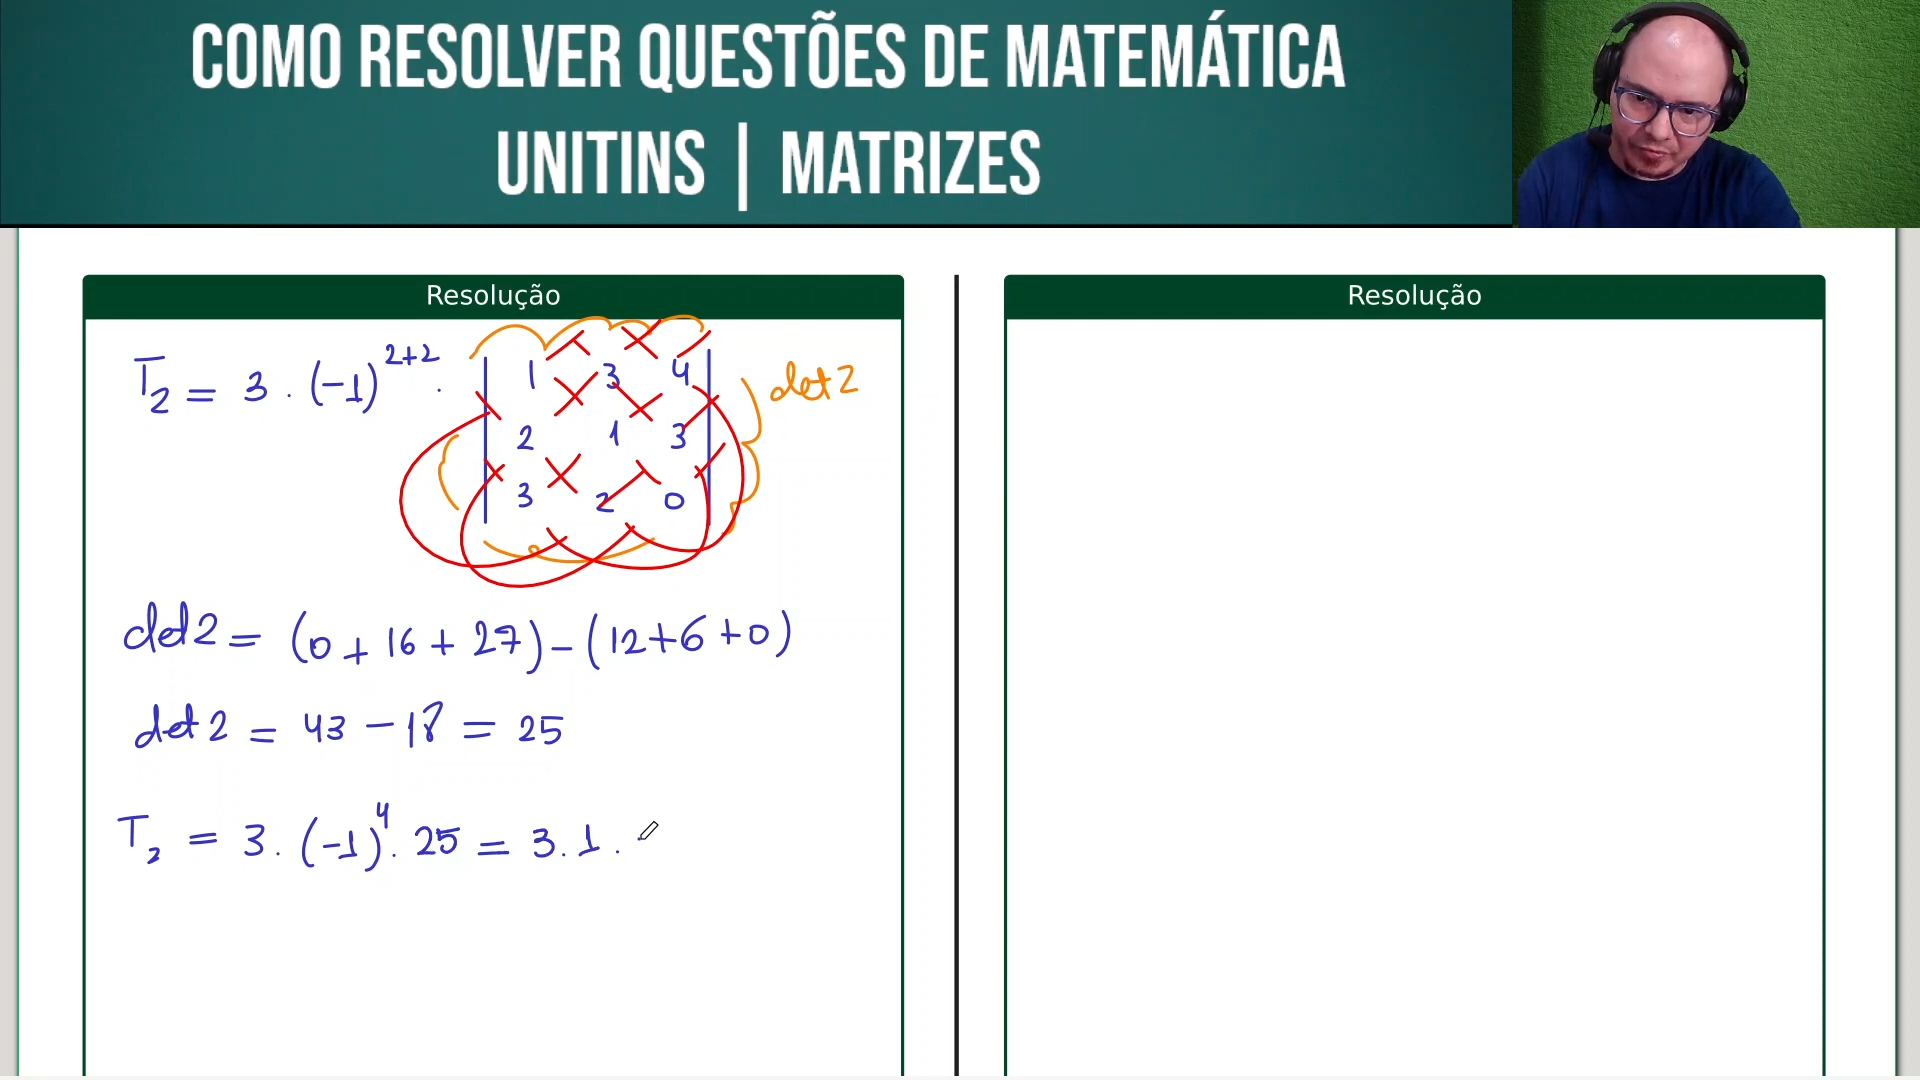 COMO RESOLVER QUESTÕES DE MATEMÁTICA
UNITINS | MATRIZES
Resolução
T₂ = 3 . (-1)²⁺² .
1 3 4
2 1 3
3 2 0
det 2
det 2 = (0 + 16 + 27) - (12 + 6 + 0)
det 2 = 43 - 18 = 25
T₂ = 3 . (-1)⁴ . 25 = 3 . 1 .
Resolução